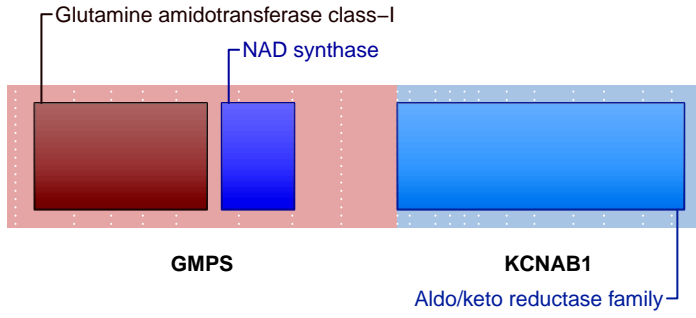 Glutamine amidotransferase class−I
NAD synthase
GMPS
KCNAB1
Aldo/keto reductase family